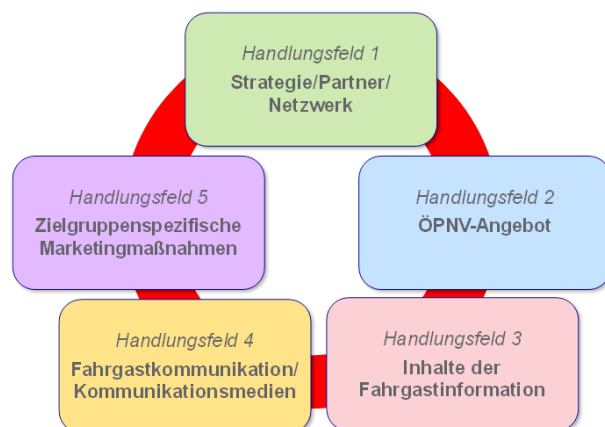 Handlungsfeld 1
Strategie/Partner/
Netzwerk
Handlungsfeld 2
ÖPNV-Angebot
Handlungsfeld 3
Inhalte der
Fahrgastinformation
Handlungsfeld 4
Fahrgastkommunikation/
Kommunikationsmedien
Handlungsfeld 5
Zielgruppenspezifische
Marketingmaßnahmen